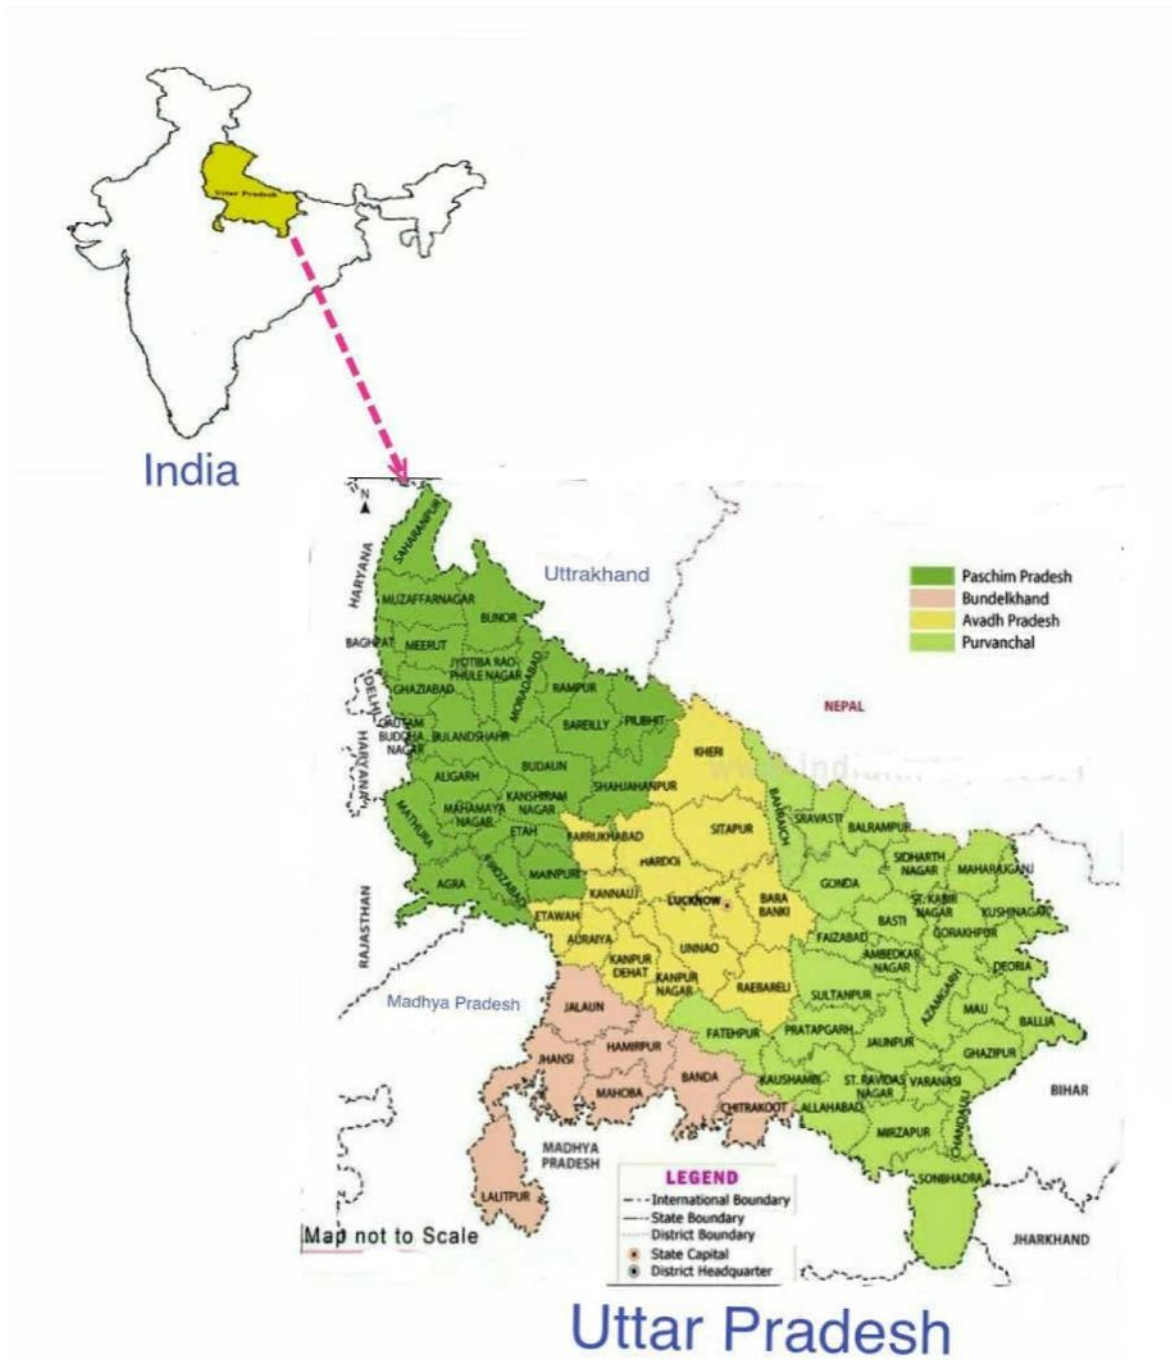 Uttar Pradesh
India
N
HARYANA
SAHARANPUR
Uttrakhand
Paschim Pradesh
Bundelkhand
Avadh Pradesh
Purvanchal
MUZAFFARNAGAR
BIJNOR
BAGHPAT
MEERUT
JYOTIBA RAO
PHULE NAGAR
MORADABAD
RAMPUR
DELHI
GHAZIABAD
NEPAL
GAUTAM
BUDDHA
NAGAR
BULANDSHAHR
BAREILLY
PILIBHIT
HARYANA
KHERI
ALIGARH
BUDAUN
SHAHJAHANPUR
MATHURA
MAHAMAYA
NAGAR
KANSHIRAM
NAGAR
ETAH
FARRUKHABAD
SITAPUR
BAHRAICH
SRAVASTI
BALRAMPUR
HARDOI
AGRA
FIROZABAD
MAINPURI
KANNAUJ
LUCKNOW
BARA
BANKI
GONDA
SIDHARTH
NAGAR
MAHARAJGANJ
RAJASTHAN
ETAWAH
ST. KABIR
NAGAR
KUSHINAGAR
BASTI
GORAKHPUR
AURAIYA
UNNAO
FAIZABAD
AMBEDKAR
NAGAR
DEORIA
KANPUR
DEHAT
KANPUR
NAGAR
RAEBARELI
SULTANPUR
AZAMGARH
MAU
BALLIA
Madhya Pradesh
JALAUN
FATEHPUR
PRATAPGARH
JAUNPUR
GHAZIPUR
JHANSI
HAMIRPUR
BANDA
KAUSHAMBI
ST. RAVIDAS
NAGAR
VARANASI
BIHAR
MAHOBA
CHITRAKOOT
ALLAHABAD
MIRZAPUR
CHANDAULI
MADHYA
PRADESH
SONBHADRA
LALITPUR
JHARKHAND
LEGEND
International Boundary
State Boundary
District Boundary
State Capital
District Headquarter
Map not to Scale
Uttar Pradesh